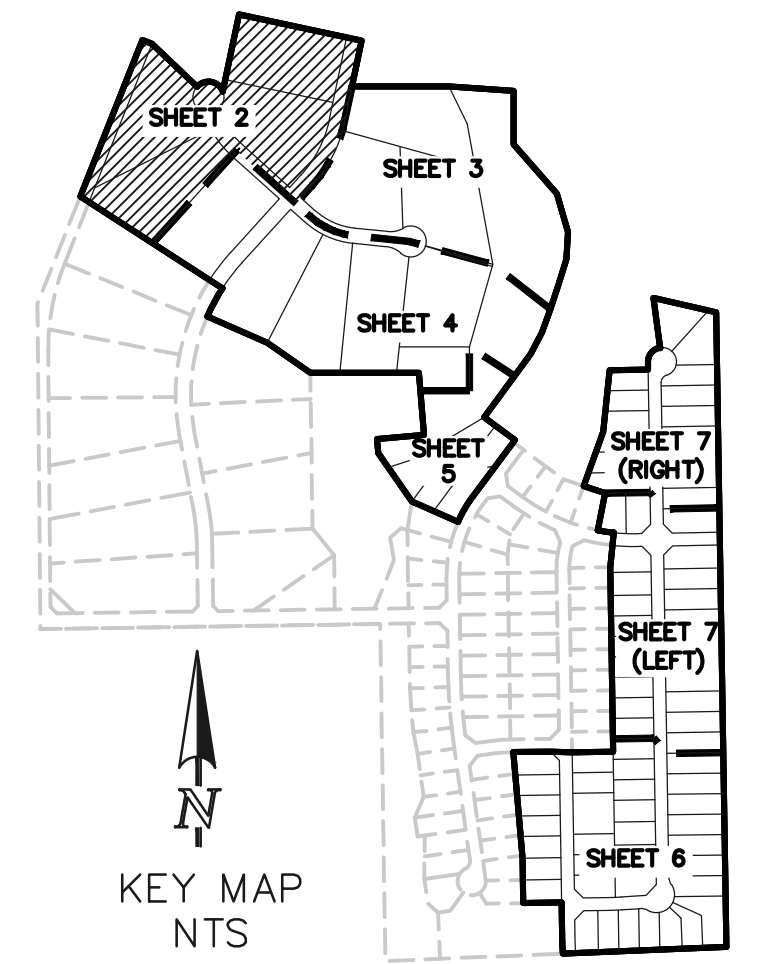 SHEET 2
SHEET 3
SHEET 4
SHEET
5
SHEET 7
(RIGHT)
SHEET 7
(LEFT)
SHEET 6
N
KEY MAP
NTS